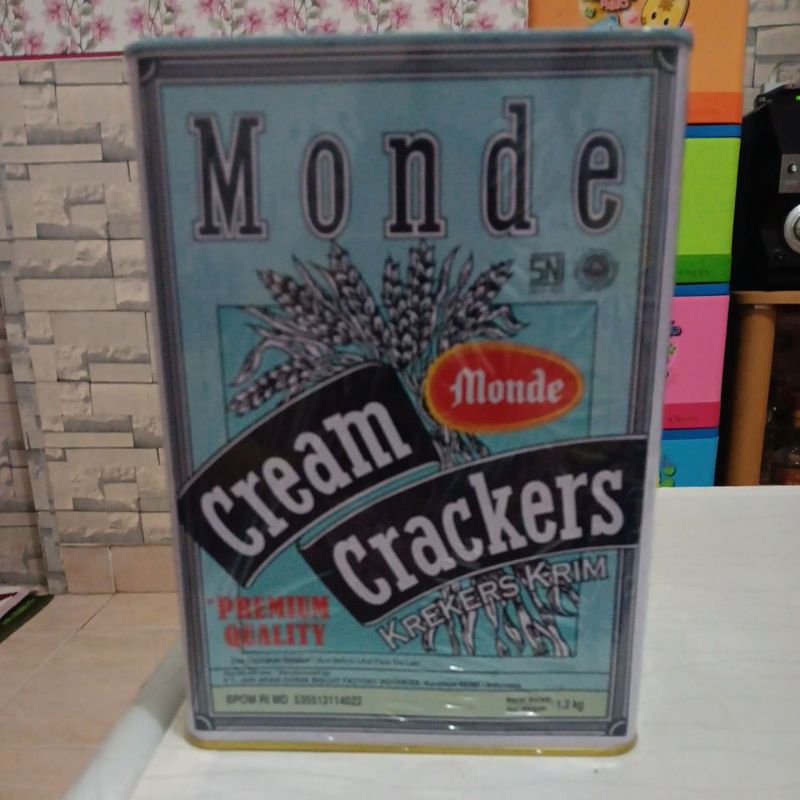 Monde
SNI
Monde
Cream
Crackers
KREKERS KRIM
PREMIUM
QUALITY
BPOM RI MD 535513114022
1,2 kg